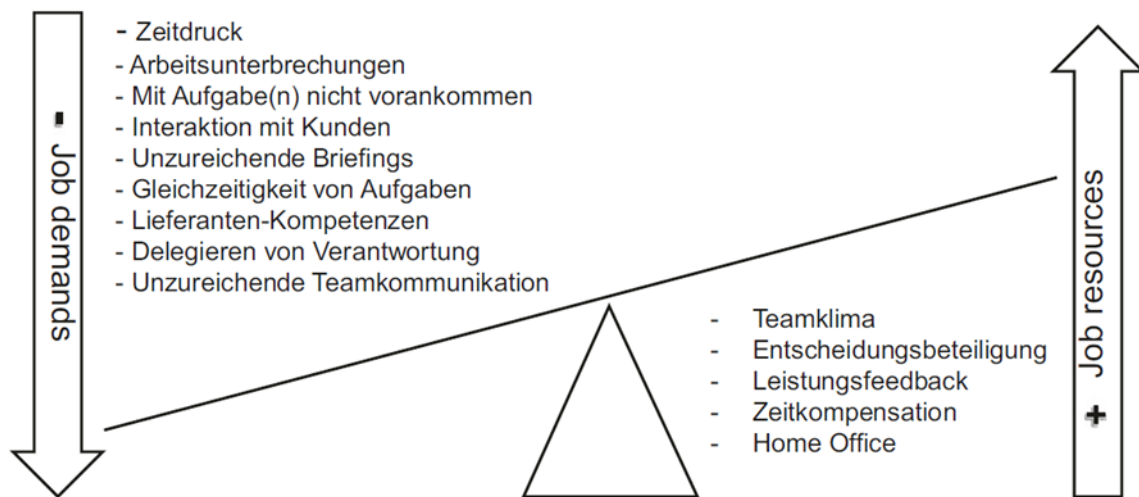 - Zeitdruck
- Arbeitsunterbrechungen
- Mit Aufgabe(n) nicht vorankommen
- Interaktion mit Kunden
- Unzureichende Briefings
- Gleichzeitigkeit von Aufgaben
- Lieferanten-Kompetenzen
- Delegieren von Verantwortung
- Unzureichende Teamkommunikation
- Job demands
- Teamklima
- Entscheidungsbeteiligung
- Leistungsfeedback
- Zeitkompensation
- Home Office
+ Job resources